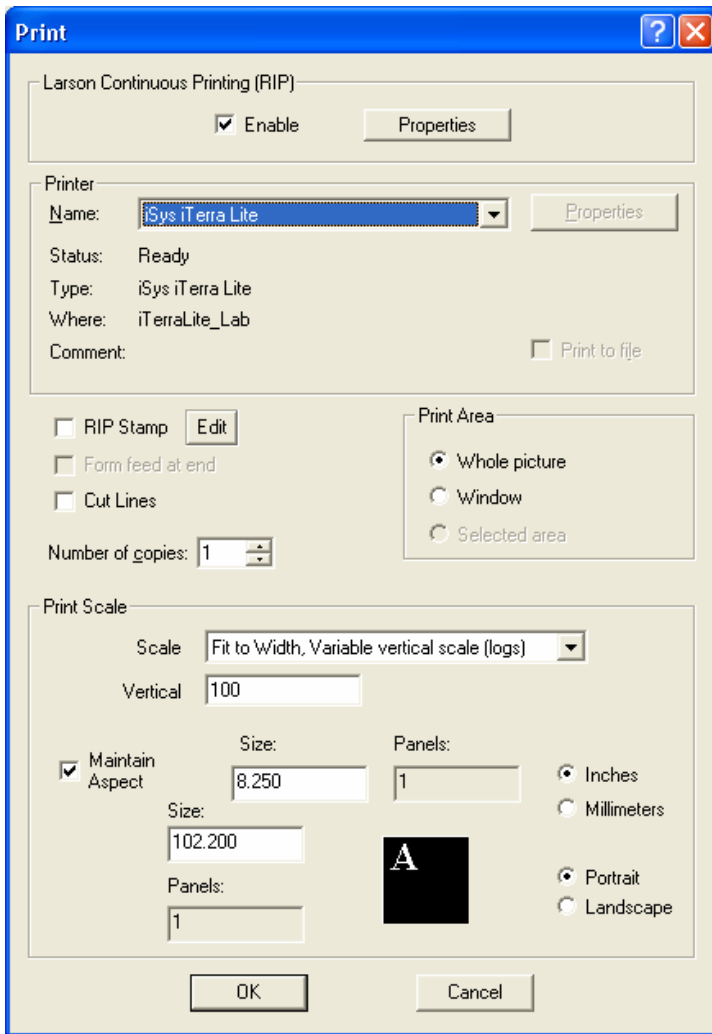 Print
Larson Continuous Printing (RIP)
Enable Properties
Printer
Name: iSys iTerra Lite Properties
Status: Ready
Type: iSys iTerra Lite
Where: iTerraLite_Lab
Comment: Print to file
RIP Stamp Edit
Form feed at end
Cut Lines
Number of copies: 1
Print Area
Whole picture
Window
Selected area
Print Scale
Scale Fit to Width, Variable vertical scale (logs)
Vertical 100
Maintain
Aspect
Size: Panels:
8.250 1
Inches
Millimeters
Size:
102.200
Panels:
1
A
Portrait
Landscape
OK Cancel